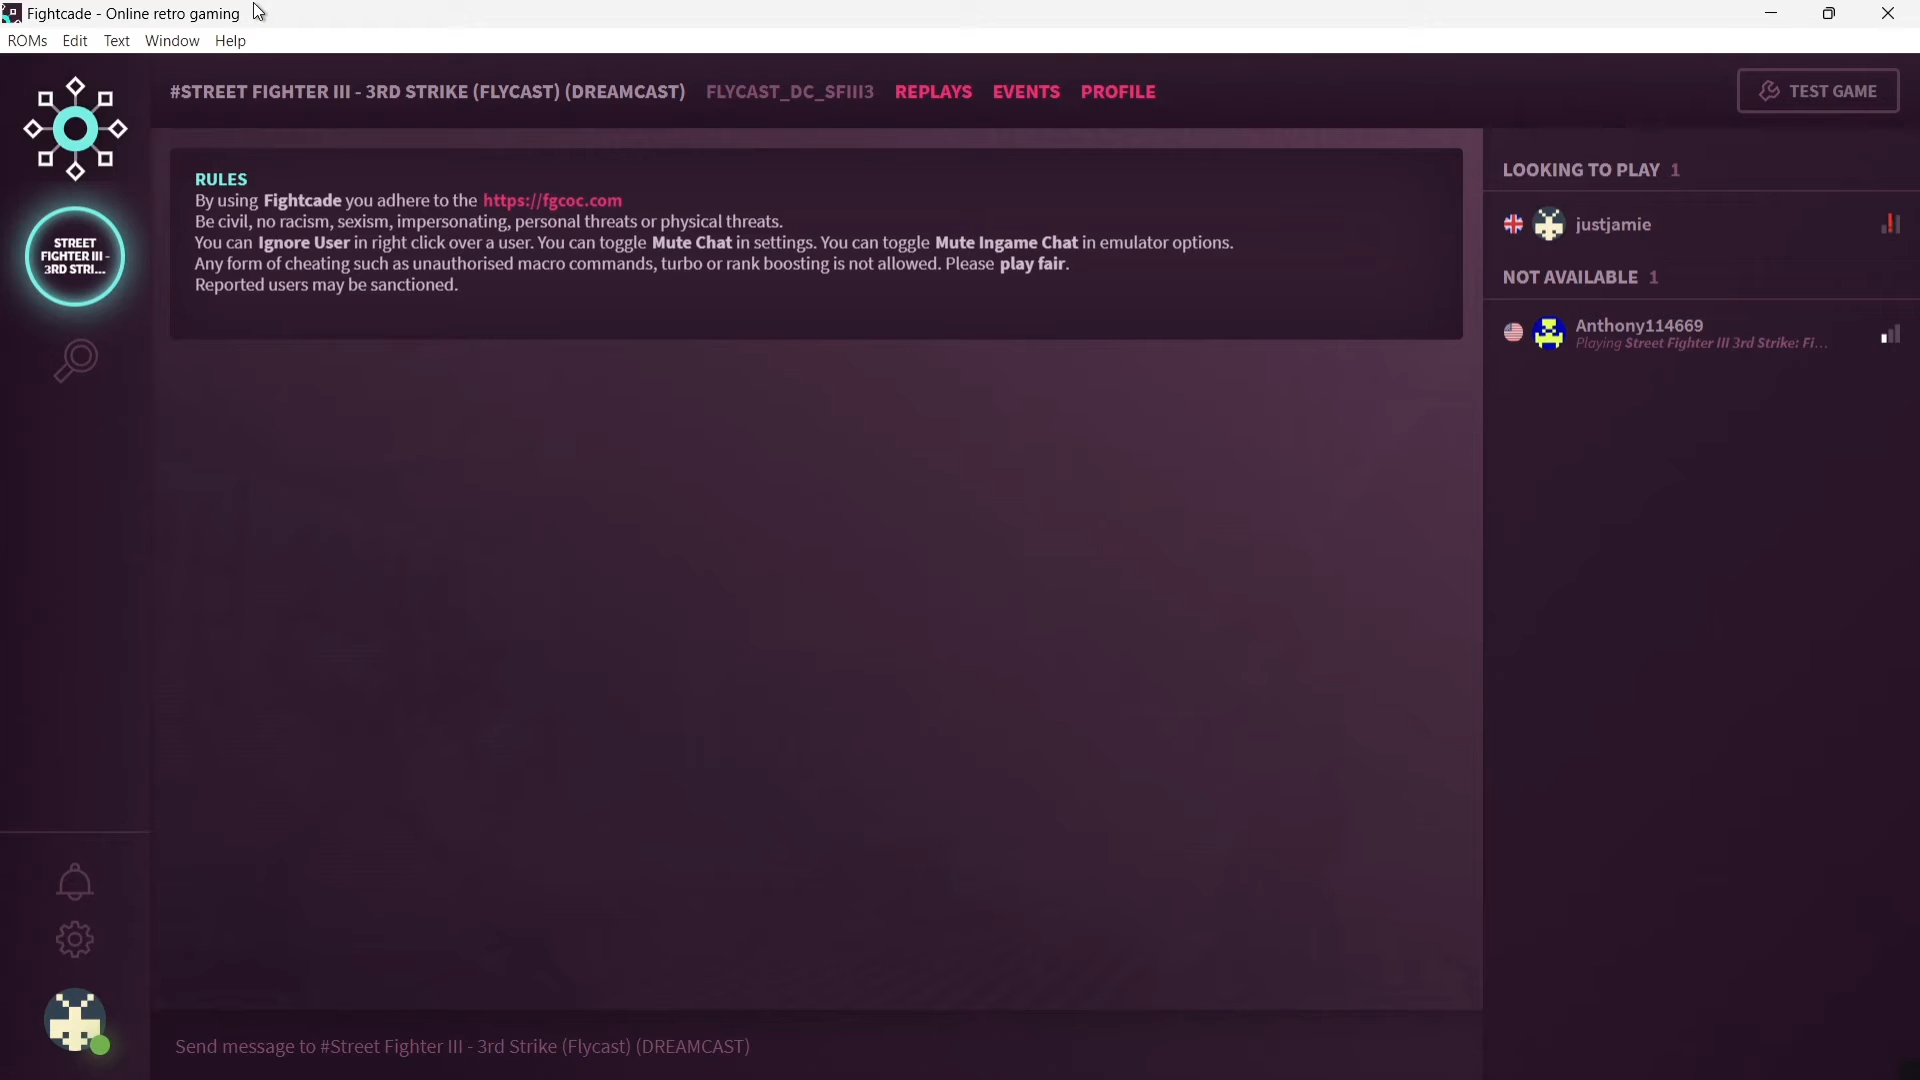 Fightcade - Online retro gaming
ROMs Edit Text Window Help
#STREET FIGHTER III - 3RD STRIKE (FLYCAST) (DREAMCAST) FLYCAST_DC_SFIII3 REPLAYS EVENTS PROFILE
TEST GAME
STREET
FIGHTER III -
3RD STRI...
RULES
By using Fightcade you adhere to the https://fgcoc.com
Be civil, no racism, sexism, impersonating, personal threats or physical threats.
You can Ignore User in right click over a user. You can toggle Mute Chat in settings. You can toggle Mute Ingame Chat in emulator options.
Any form of cheating such as unauthorised macro commands, turbo or rank boosting is not allowed. Please play fair.
Reported users may be sanctioned.
LOOKING TO PLAY 1
justjamie
NOT AVAILABLE 1
Anthony114669
Playing Street Fighter III 3rd Strike: Fi...
Send message to #Street Fighter III - 3rd Strike (Flycast) (DREAMCAST)